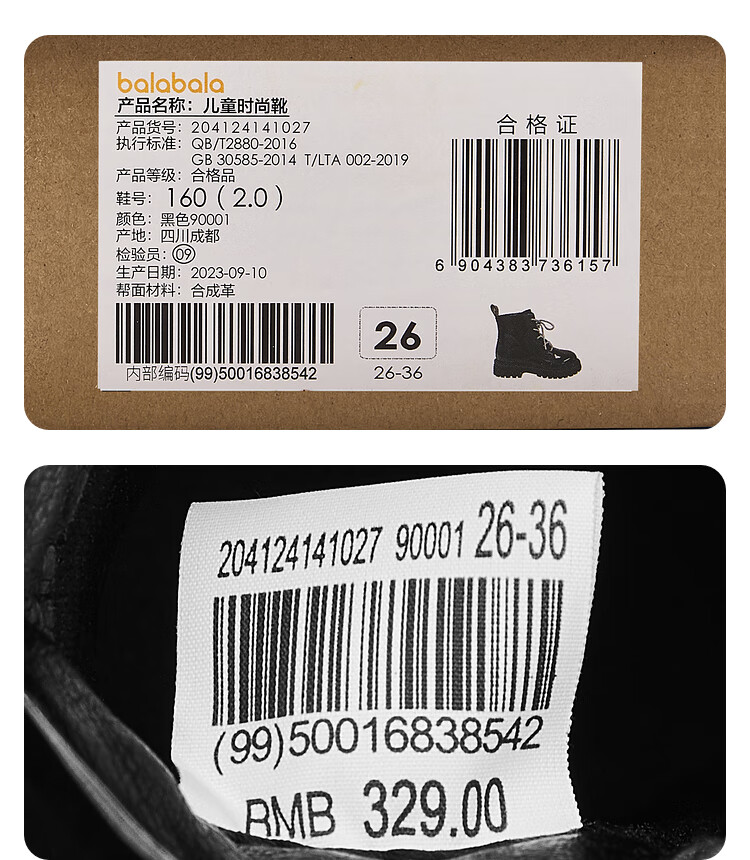 balabala
产品名称：儿童时尚靴
产品货号：204124141027
执行标准：QB/T2880-2016
GB 30585-2014 T/LTA 002-2019
产品等级：合格品
鞋号：160（2.0）
颜色：黑色90001
产地：四川成都
检验员：09
生产日期：2023-09-10
帮面材料：合成革
内部编码(99)50016838542
26
26-36
合格证
6 904383 736157
204124141027 90001 26-36
(99)50016838542
RMB 329.00